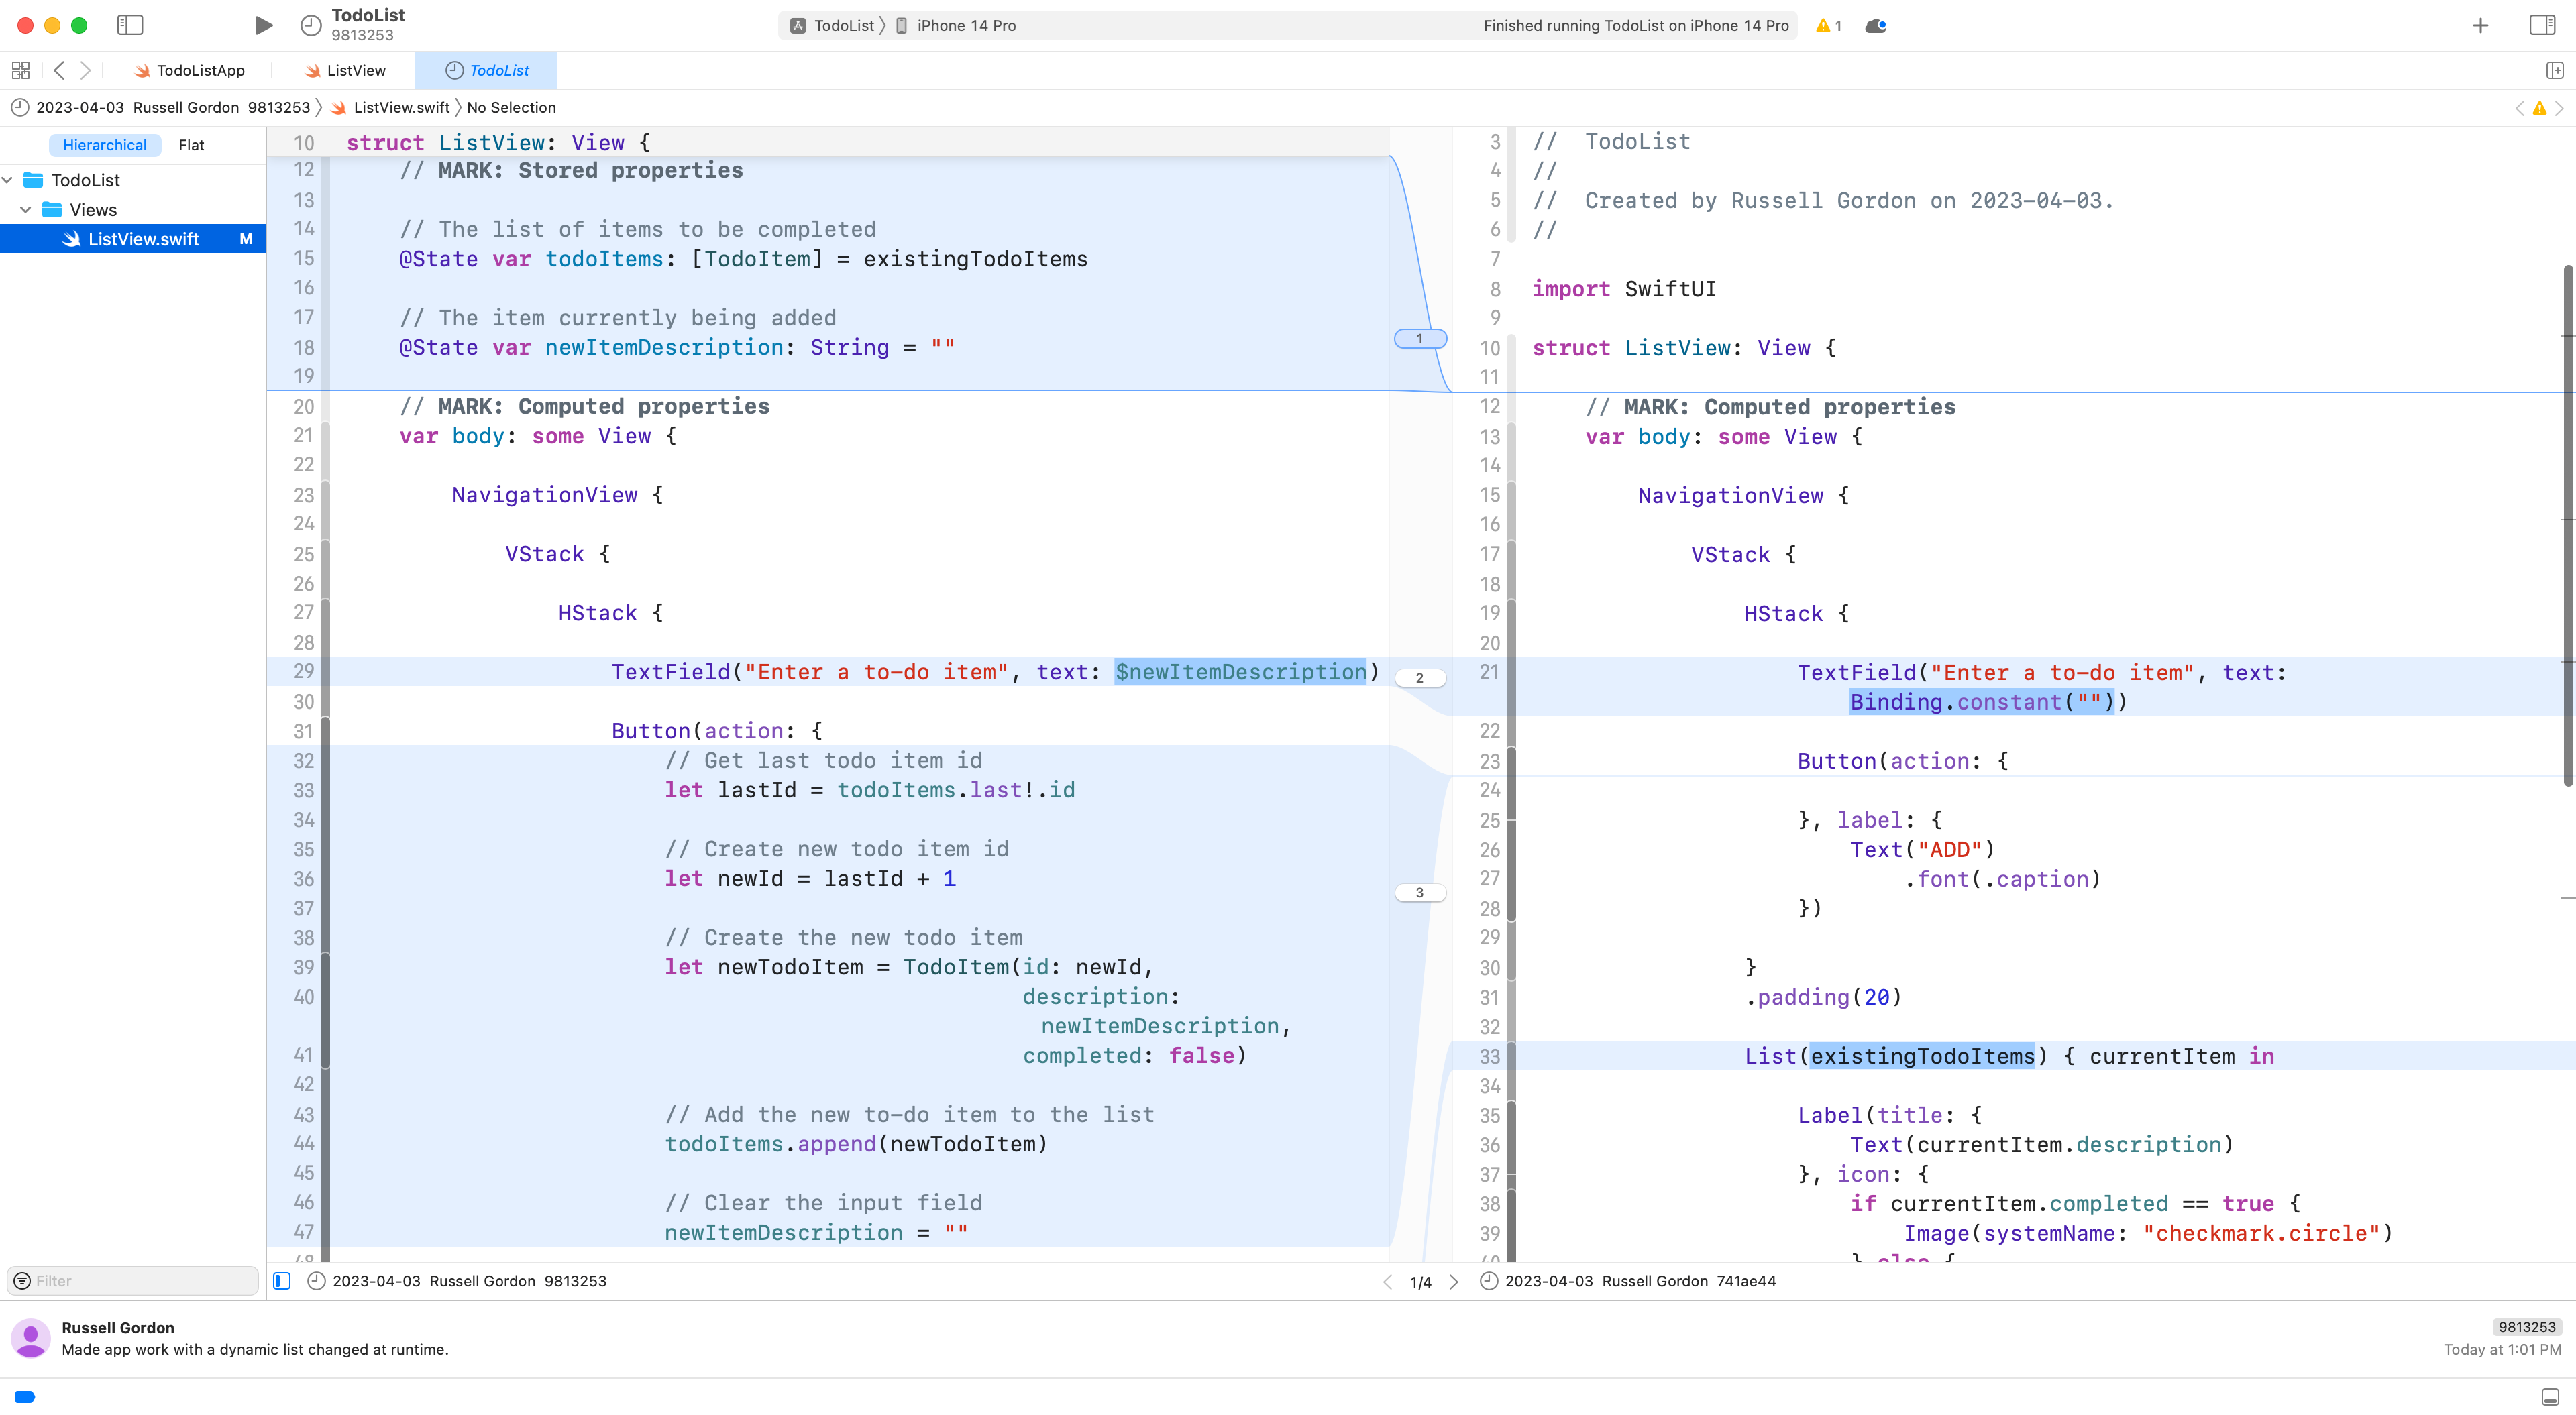 TodoList
9813253
TodoList 〉 iPhone 14 Pro
Finished running TodoList on iPhone 14 Pro
1
TodoListApp
ListView
TodoList
2023-04-03 Russell Gordon 9813253 〉 ListView.swift 〉 No Selection
Hierarchical
Flat
TodoList
Views
ListView.swift M
10 struct ListView: View {
12     // MARK: Stored properties
13
14     // The list of items to be completed
15     @State var todoItems: [TodoItem] = existingTodoItems
16
17     // The item currently being added
18     @State var newItemDescription: String = ""
19
20     // MARK: Computed properties
21     var body: some View {
22
23         NavigationView {
24
25             VStack {
26
27                 HStack {
28
29                     TextField("Enter a to-do item", text: $newItemDescription)
30
31                     Button(action: {
32                         // Get last todo item id
33                         let lastId = todoItems.last!.id
34
35                         // Create new todo item id
36                         let newId = lastId + 1
37
38                         // Create the new todo item
39                         let newTodoItem = TodoItem(id: newId,
40                                                    description:
newItemDescription,
41                                                    completed: false)
42
43                         // Add the new to-do item to the list
44                         todoItems.append(newTodoItem)
45
46                         // Clear the input field
47                         newItemDescription = ""
48
1
2
3
3 //  TodoList
4 //
5 //  Created by Russell Gordon on 2023-04-03.
6 //
7
8 import SwiftUI
9
10 struct ListView: View {
11
12     // MARK: Computed properties
13     var body: some View {
14
15         NavigationView {
16
17             VStack {
18
19                 HStack {
20
21                     TextField("Enter a to-do item", text:
Binding.constant(""))
22
23                     Button(action: {
24
25                     }, label: {
26                         Text("ADD")
27                             .font(.caption)
28                     })
29
30                 }
31                 .padding(20)
32
33                 List(existingTodoItems) { currentItem in
34
35                     Label(title: {
36                         Text(currentItem.description)
37                     }, icon: {
38                         if currentItem.completed == true {
39                             Image(systemName: "checkmark.circle")
40                         } else {
Filter
2023-04-03 Russell Gordon 9813253
1/4
2023-04-03 Russell Gordon 741ae44
Russell Gordon
Made app work with a dynamic list changed at runtime.
9813253
Today at 1:01 PM